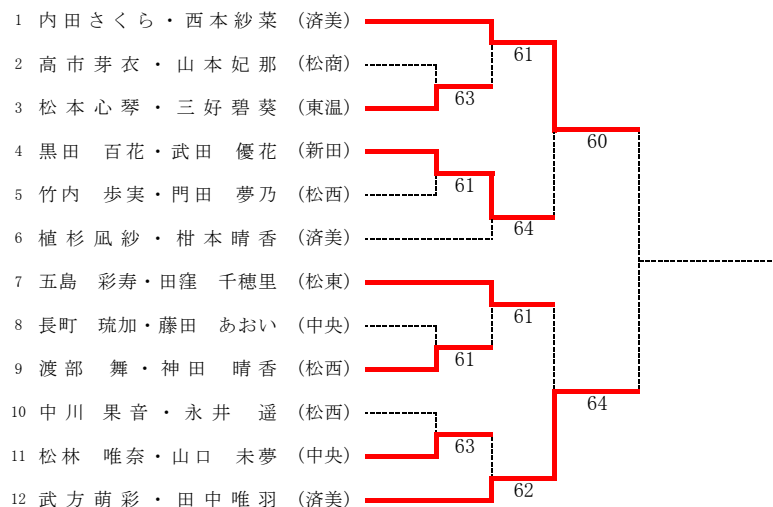 1 内田さくら・西本紗菜 (済美)
61
2 高市芽衣・山本妃那 (松商)
63
3 松本心琴・三好碧葵 (東温)
60
4 黒田 百花・武田 優花 (新田)
61
5 竹内 歩実・門田 夢乃 (松西)
64
6 植杉凪紗・柑本晴香 (済美)
7 五島 彩寿・田窪 千穂里 (松東)
61
8 長町 琉加・藤田 あおい (中央)
61
9 渡部 舞・神田 晴香 (松西)
64
10 中川 果音・永井 遥 (松西)
63
11 松林 唯奈・山口 未夢 (中央)
62
12 武方萌彩・田中唯羽 (済美)